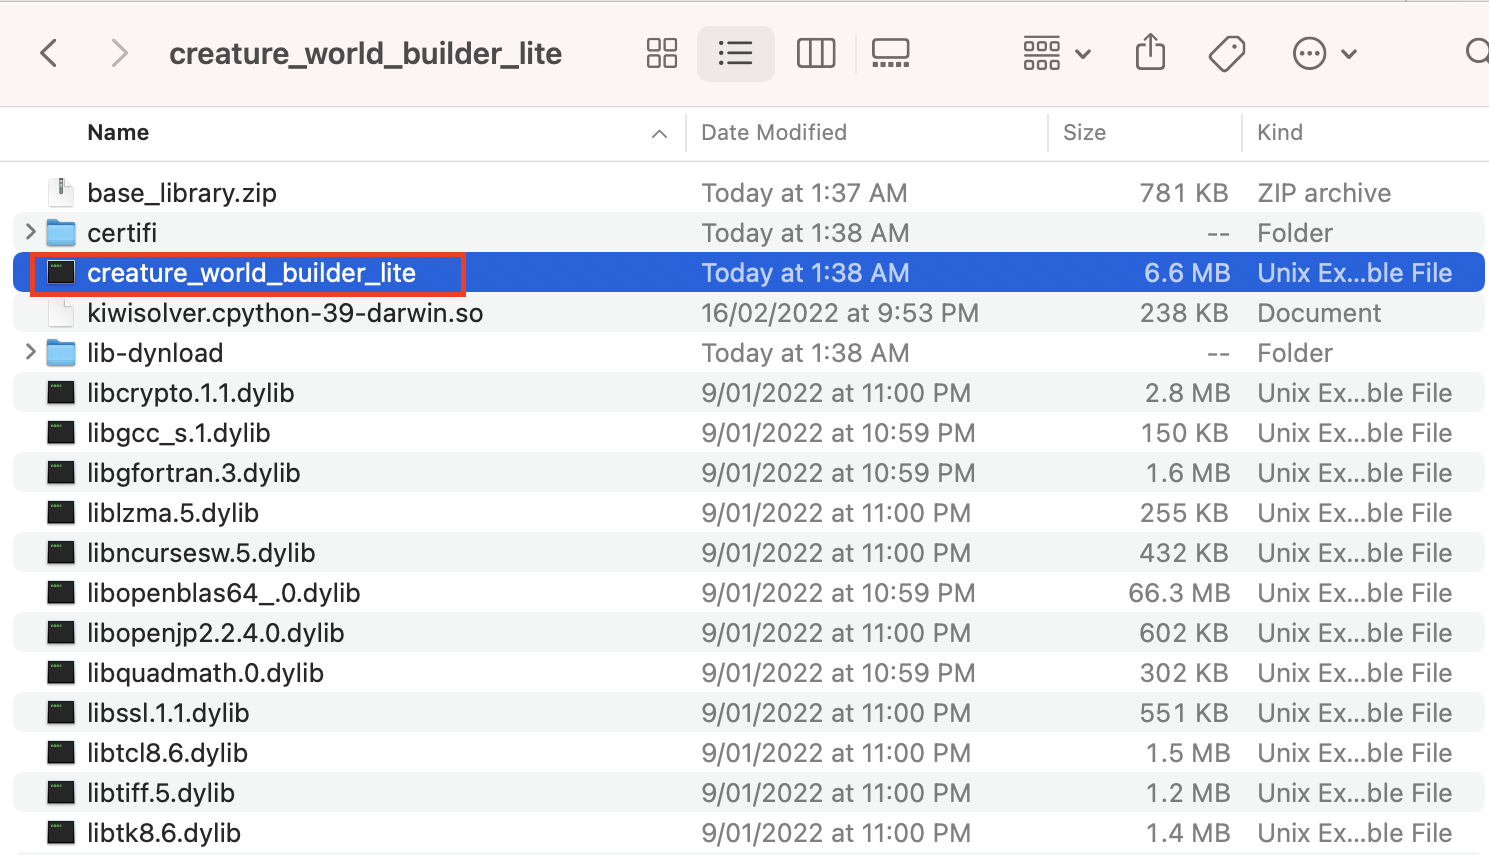 creature_world_builder_lite
Name Date Modified Size Kind
base_library.zip Today at 1:37 AM 781 KB ZIP archive
certifi Today at 1:38 AM -- Folder
creature_world_builder_lite Today at 1:38 AM 6.6 MB Unix Ex...ble File
kiwisolver.cpython-39-darwin.so 16/02/2022 at 9:53 PM 238 KB Document
lib-dynload Today at 1:38 AM -- Folder
libcrypto.1.1.dylib 9/01/2022 at 11:00 PM 2.8 MB Unix Ex...ble File
libgcc_s.1.dylib 9/01/2022 at 10:59 PM 150 KB Unix Ex...ble File
libgfortran.3.dylib 9/01/2022 at 10:59 PM 1.6 MB Unix Ex...ble File
liblzma.5.dylib 9/01/2022 at 11:00 PM 255 KB Unix Ex...ble File
libncursesw.5.dylib 9/01/2022 at 11:00 PM 432 KB Unix Ex...ble File
libopenblas64_.0.dylib 9/01/2022 at 10:59 PM 66.3 MB Unix Ex...ble File
libopenjp2.2.4.0.dylib 9/01/2022 at 11:00 PM 602 KB Unix Ex...ble File
libquadmath.0.dylib 9/01/2022 at 10:59 PM 302 KB Unix Ex...ble File
libssl.1.1.dylib 9/01/2022 at 11:00 PM 551 KB Unix Ex...ble File
libtcl8.6.dylib 9/01/2022 at 11:00 PM 1.5 MB Unix Ex...ble File
libtiff.5.dylib 9/01/2022 at 11:00 PM 1.2 MB Unix Ex...ble File
libtk8.6.dylib 9/01/2022 at 11:00 PM 1.4 MB Unix Ex...ble File